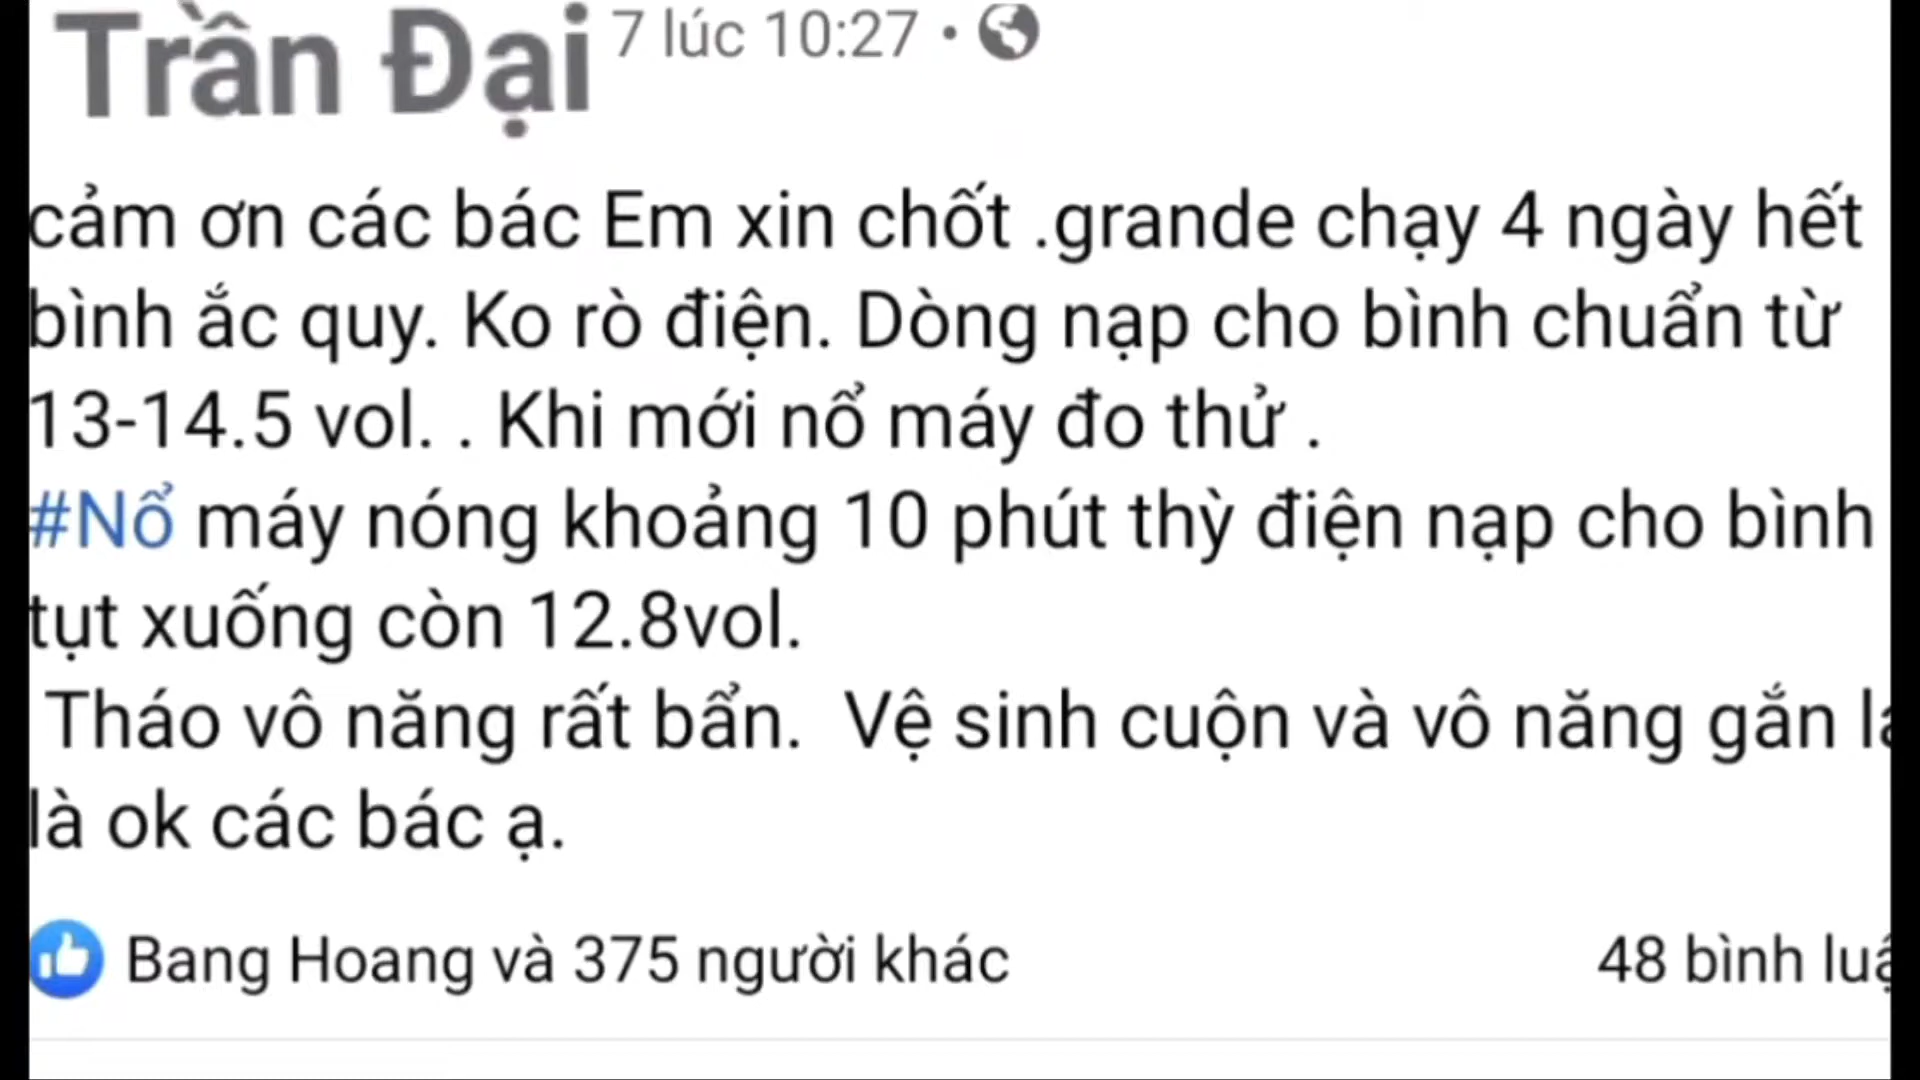 Trần Đại 7 lúc 10:27 •
cảm ơn các bác Em xin chốt .grande chạy 4 ngày hết
bình ắc quy. Ko rò điện. Dòng nạp cho bình chuẩn từ
13-14.5 vol. . Khi mới nổ máy đo thử .
#Nổ máy nóng khoảng 10 phút thỳ điện nạp cho bình
tụt xuống còn 12.8vol.
Tháo vô năng rất bẩn. Vệ sinh cuộn và vô năng gắn
là ok các bác ạ.
Bang Hoang và 375 người khác
48 bình